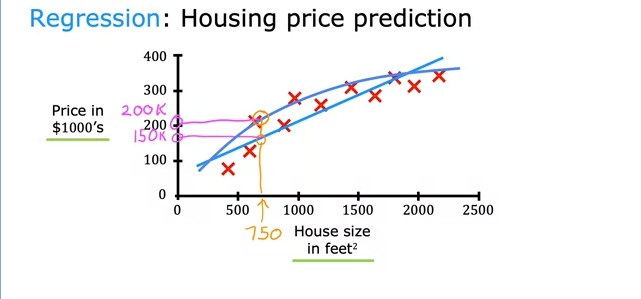 Regression: Housing price prediction
400
300
Price in
$1000's
200K
200
150K
100
0
0 500 1000 1500 2000 2500
750
House size
in feet²